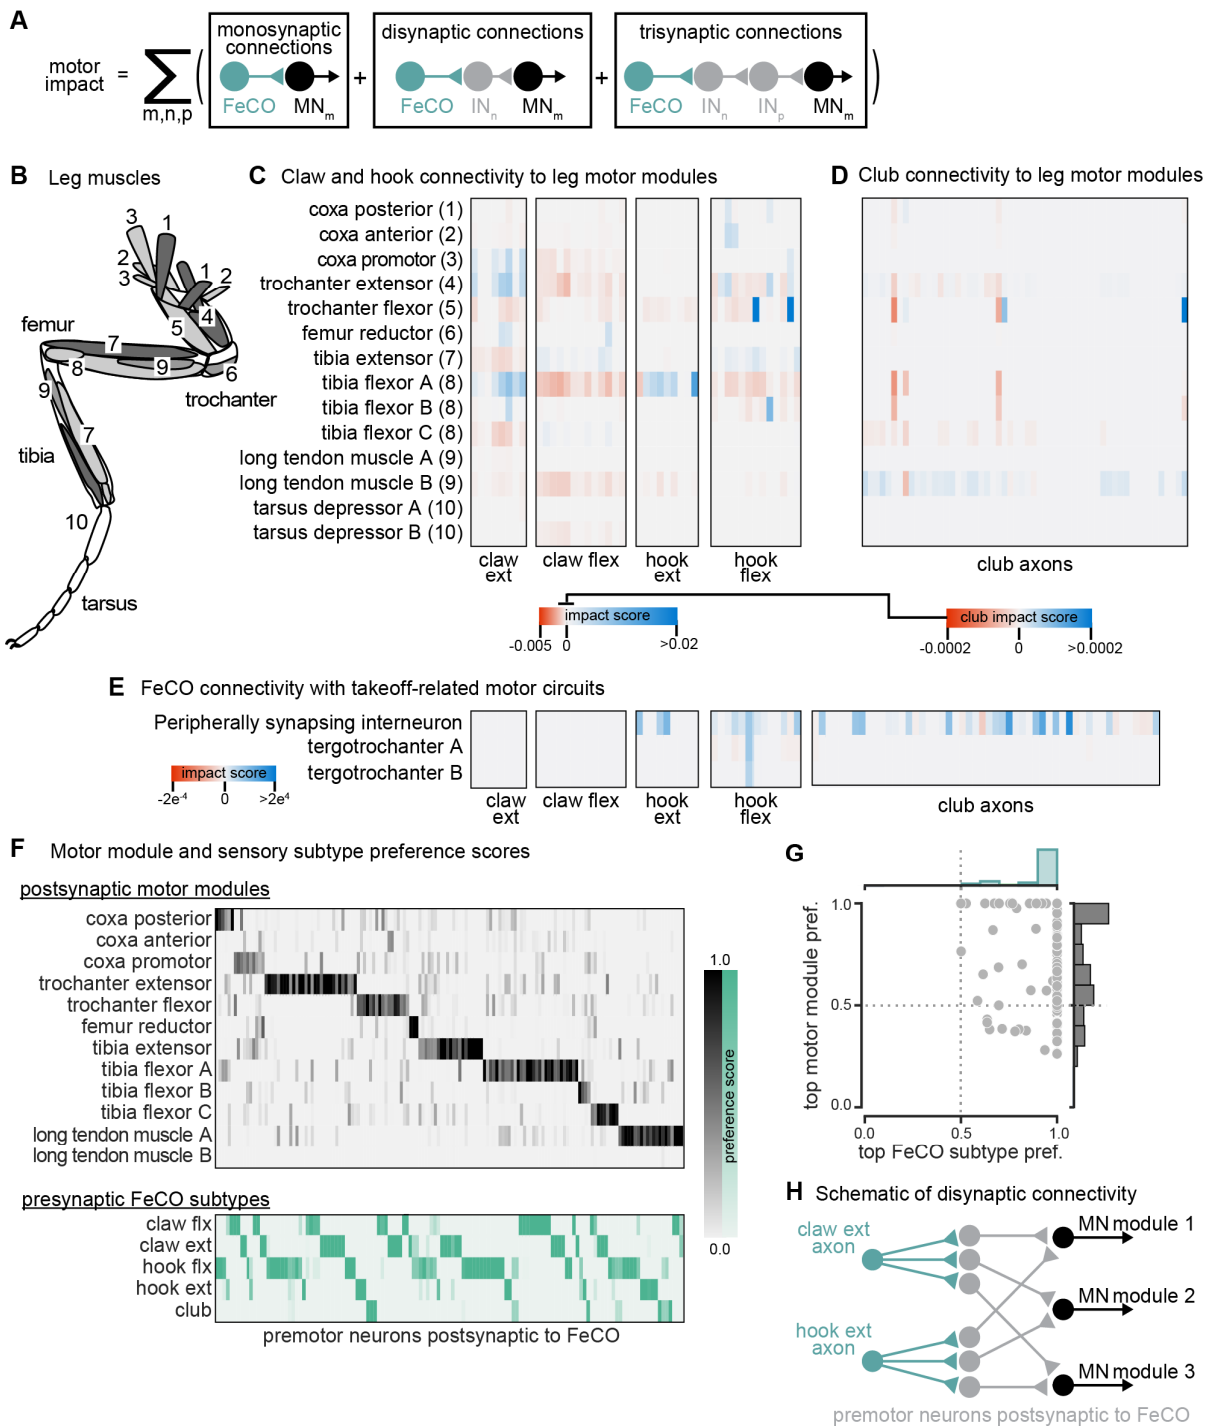 A
motor
impact
=
Σ
m,n,p
(
monosynaptic
connections
FeCO MNm
+
disynaptic connections
FeCO INn MNm
+
trisynaptic connections
FeCO INn INp MNm
)
B Leg muscles
3 1
2 1 2
3
5 4
femur
7
8 9 6
9 trochanter
7
tibia
10
tarsus
C Claw and hook connectivity to leg motor modules
coxa posterior (1)
coxa anterior (2)
coxa promotor (3)
trochanter extensor (4)
trochanter flexor (5)
femur reductor (6)
tibia extensor (7)
tibia flexor A (8)
tibia flexor B (8)
tibia flexor C (8)
long tendon muscle A (9)
long tendon muscle B (9)
tarsus depressor A (10)
tarsus depressor B (10)
claw
ext
claw flex
hook
ext
hook
flex
impact score
-0.005 0 >0.02
D Club connectivity to leg motor modules
club axons
club impact score
-0.0002 0 >0.0002
E FeCO connectivity with takeoff-related motor circuits
Peripherally synapsing interneuron
tergotrochanter A
tergotrochanter B
impact score
-2e-4 0 >2e4
claw
ext
claw flex
hook
ext
hook
flex
club axons
F Motor module and sensory subtype preference scores
postsynaptic motor modules
coxa posterior
coxa anterior
coxa promotor
trochanter extensor
trochanter flexor
femur reductor
tibia extensor
tibia flexor A
tibia flexor B
tibia flexor C
long tendon muscle A
long tendon muscle B
presynaptic FeCO subtypes
claw flx
claw ext
hook flx
hook ext
club
premotor neurons postsynaptic to FeCO
1.0
preference score
0.0
G
top motor module pref.
1.0
0.5
0.0
0.0 0.5 1.0
top FeCO subtype pref.
H Schematic of disynaptic connectivity
claw ext
axon
hook ext
axon
MN module 1
MN module 2
MN module 3
premotor neurons postsynaptic to FeCO